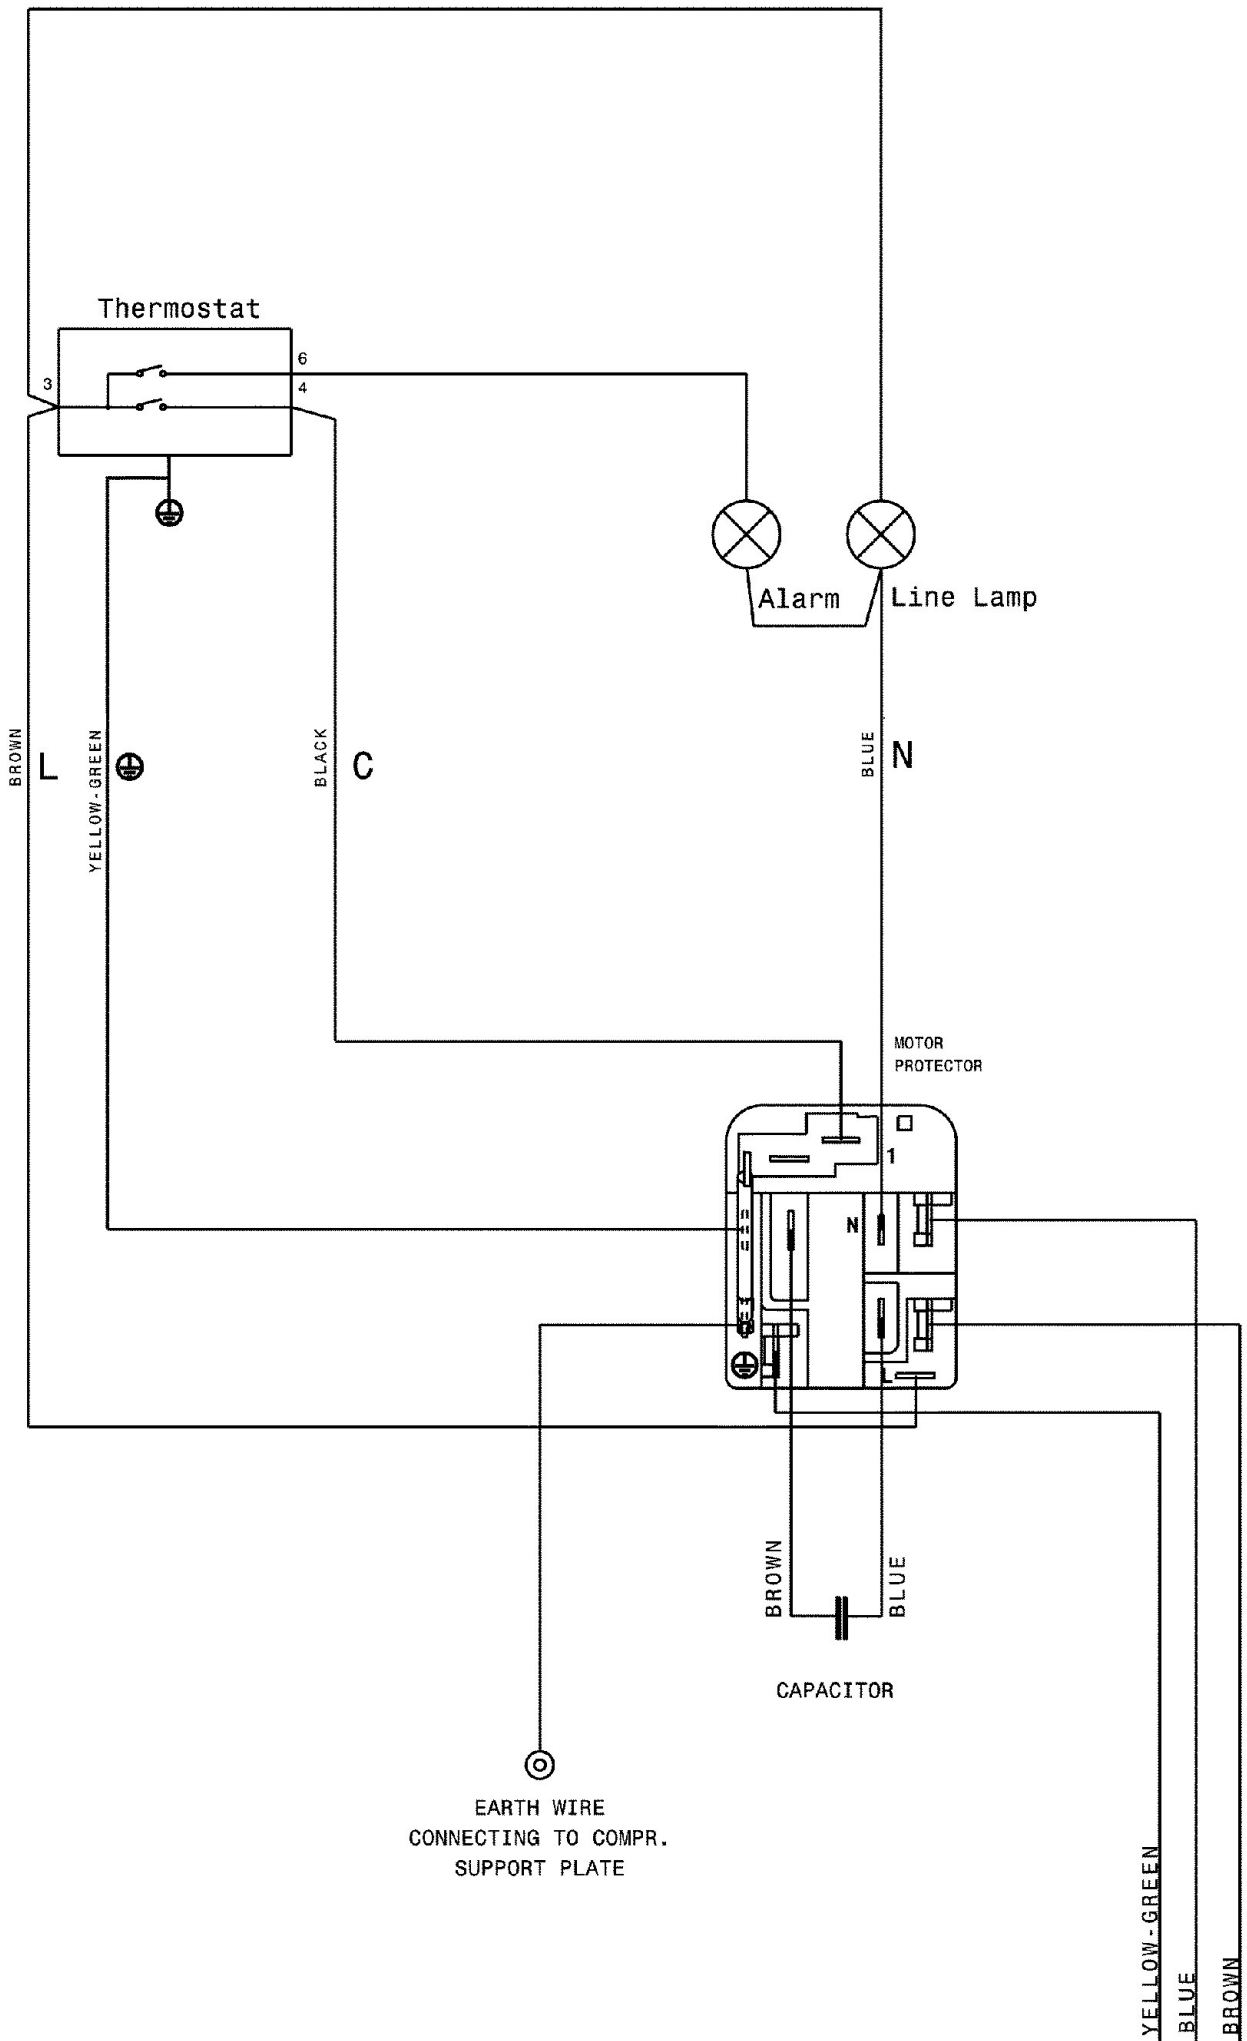 Thermostat
6
3
4
Alarm
Line Lamp
BROWN
L
YELLOW-GREEN
BLACK
C
BLUE
N
MOTOR
PROTECTOR
1
N
L
BROWN
BLUE
CAPACITOR
EARTH WIRE
CONNECTING TO COMPR.
SUPPORT PLATE
YELLOW-GREEN
BLUE
BROWN